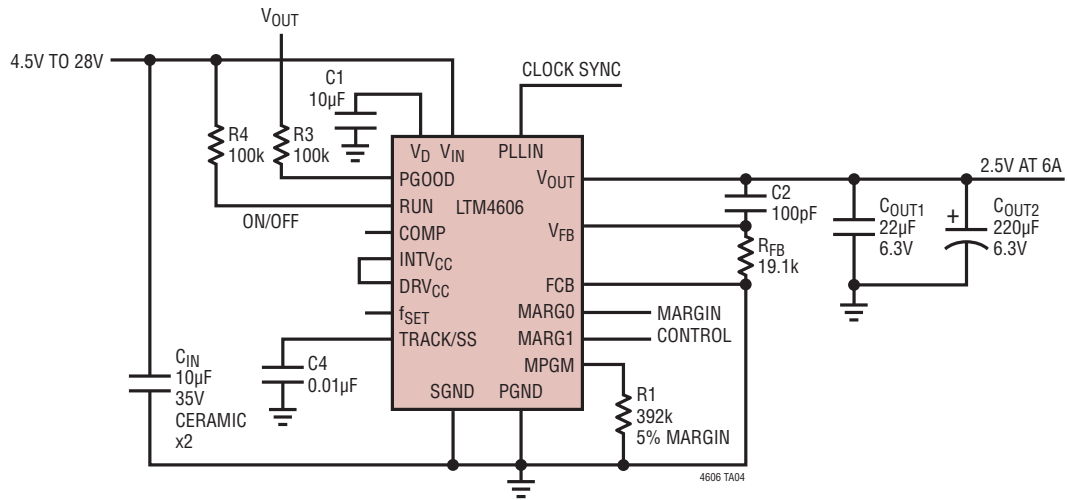 VOUT
4.5V TO 28V
CLOCK SYNC
C1
10µF
R4
100k
R3
100k
VD VIN PLLIN
PGOOD
VOUT
2.5V AT 6A
RUN
LTM4606
ON/OFF
C2
100pF
COUT1
22µF
6.3V
+
COUT2
220µF
6.3V
COMP
VFB
INTVCC
RFB
19.1k
DRVCC
FCB
fSET
MARG0
MARGIN
CONTROL
TRACK/SS
MARG1
MPGM
CIN
10µF
35V
CERAMIC
x2
C4
0.01µF
SGND PGND
R1
392k
5% MARGIN
4606 TA04